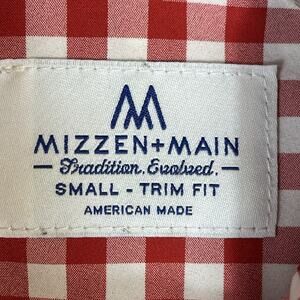 MIZZEN+MAIN
Tradition. Evolved.
SMALL - TRIM FIT
AMERICAN MADE